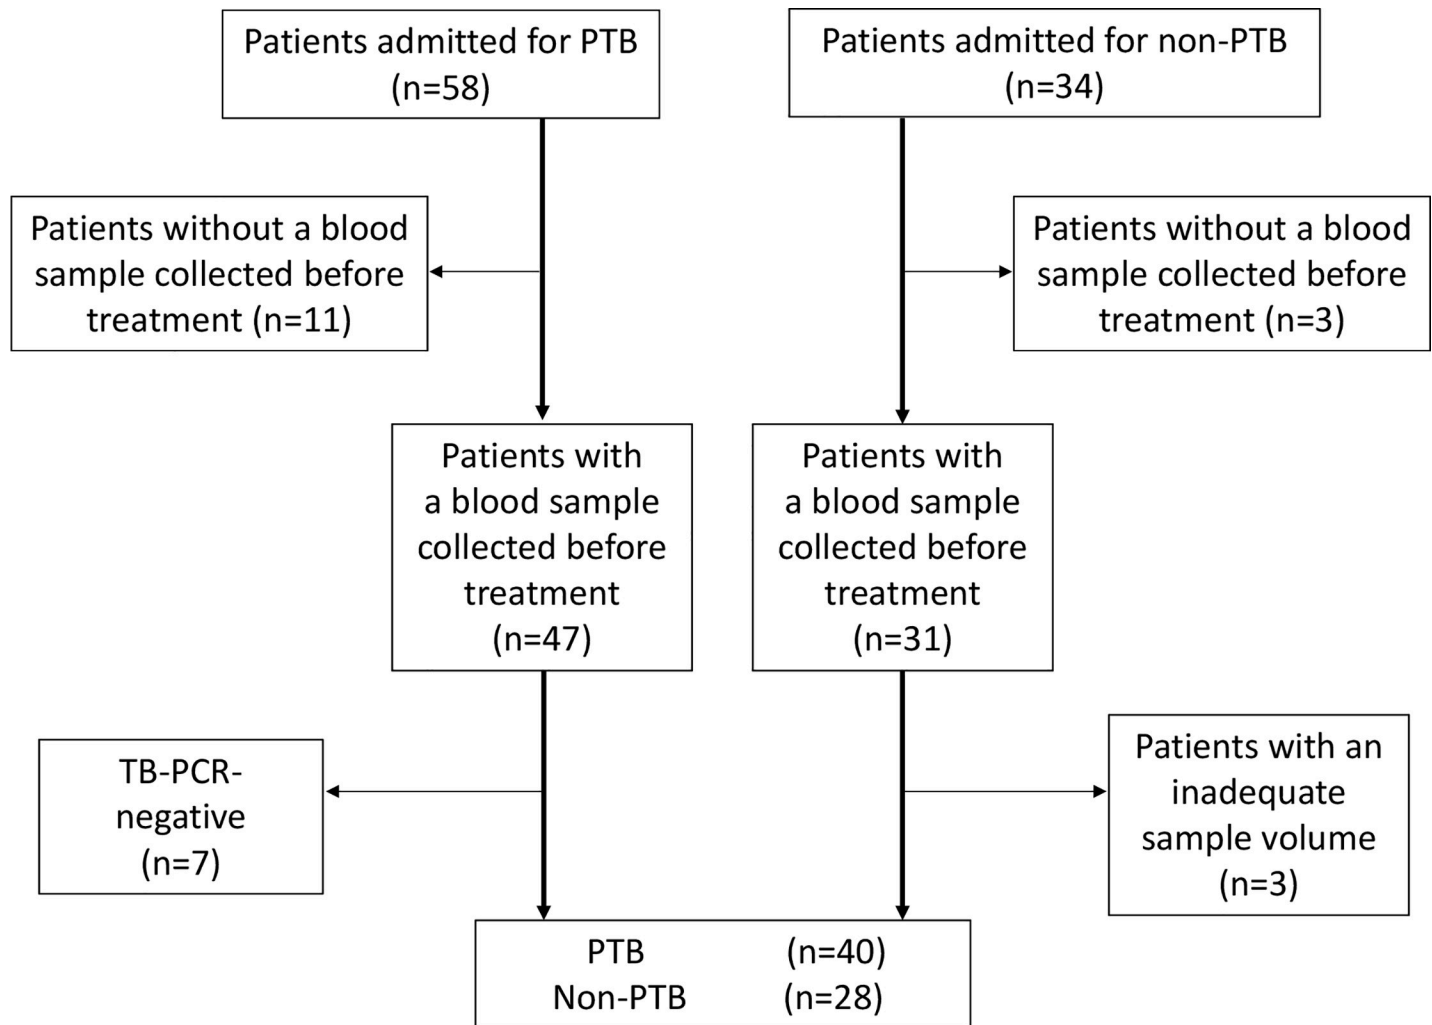 Patients admitted for PTB
(n=58)
Patients admitted for non-PTB
(n=34)
Patients without a blood
sample collected before
treatment (n=11)
Patients without a blood
sample collected before
treatment (n=3)
Patients with
a blood sample
collected before
treatment
(n=47)
Patients with
a blood sample
collected before
treatment
(n=31)
TB-PCR-
negative
(n=7)
Patients with an
inadequate
sample volume
(n=3)
PTB (n=40)
Non-PTB (n=28)